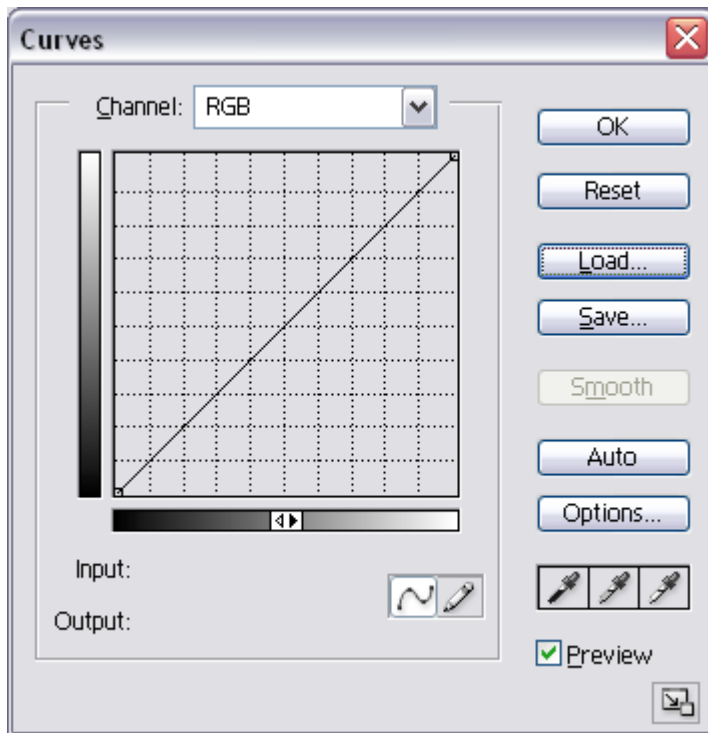 Curves
Channel: RGB
OK
Reset
Load...
Save...
Smooth
Auto
Options...
Input:
Output:
Preview